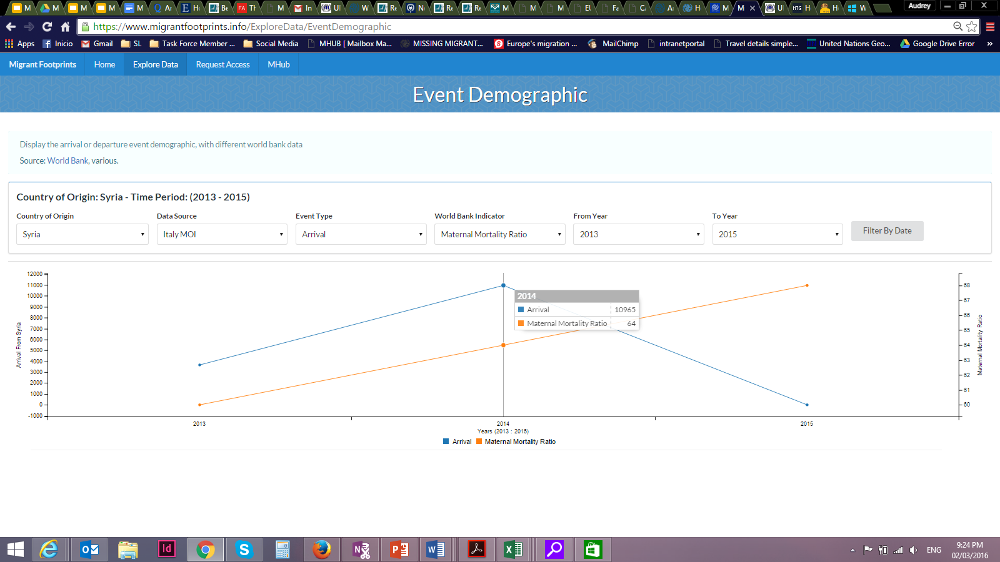 M M M M M Ar Be FA Th M In UI W Re N Re Re M M M EU Fa C/ A H M M UI HTG H H W Audrey
https://www.migrantfootprints.info/ExploreData/EventDemographic
Apps Inicio Gmail SL Task Force Member ... Social Media MHUB [ Mailbox Ma... MISSING MIGRANT... Europe's migration ... MailChimp intranetportal Travel details simple... United Nations Geo... Google Drive Error »
Migrant Footprints Home Explore Data Request Access MHub
Event Demographic
Display the arrival or departure event demographic, with different world bank data
Source: World Bank, various.
Country of Origin: Syria - Time Period: (2013 - 2015)
Country of Origin Data Source Event Type World Bank Indicator From Year To Year
Syria Italy MOI Arrival Maternal Mortality Ratio 2013 2015 Filter By Date
12000
11000
10000
9000
8000
7000
6000
5000
4000
3000
2000
1000
0
-1000
Arrival From Syria
2014
Arrival 10965
Maternal Mortality Ratio 64
68
67
66
65
64
63
62
61
60
Maternal Mortality Ratio
2013 2014 2015
Years (2013 : 2015)
Arrival Maternal Mortality Ratio
Id
ENG
9:24 PM
02/03/2016